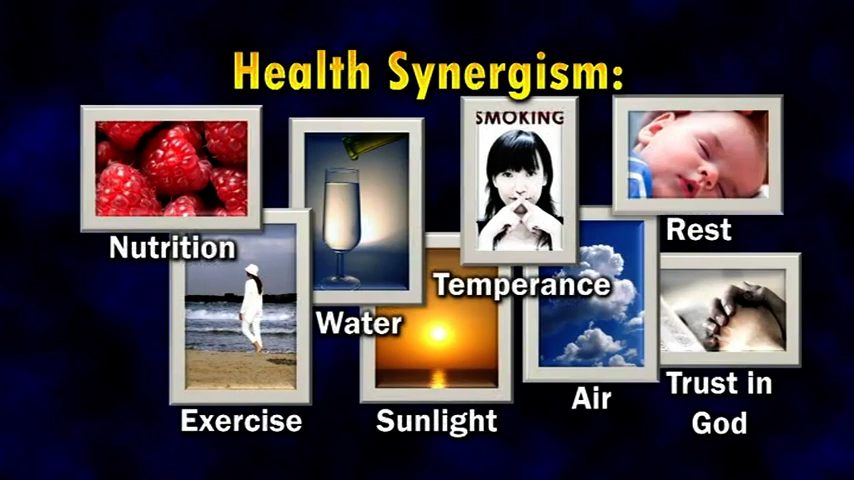 Health Synergism:
SMOKING
Nutrition
Rest
Temperance
Water
Exercise
Sunlight
Air
Trust in
God